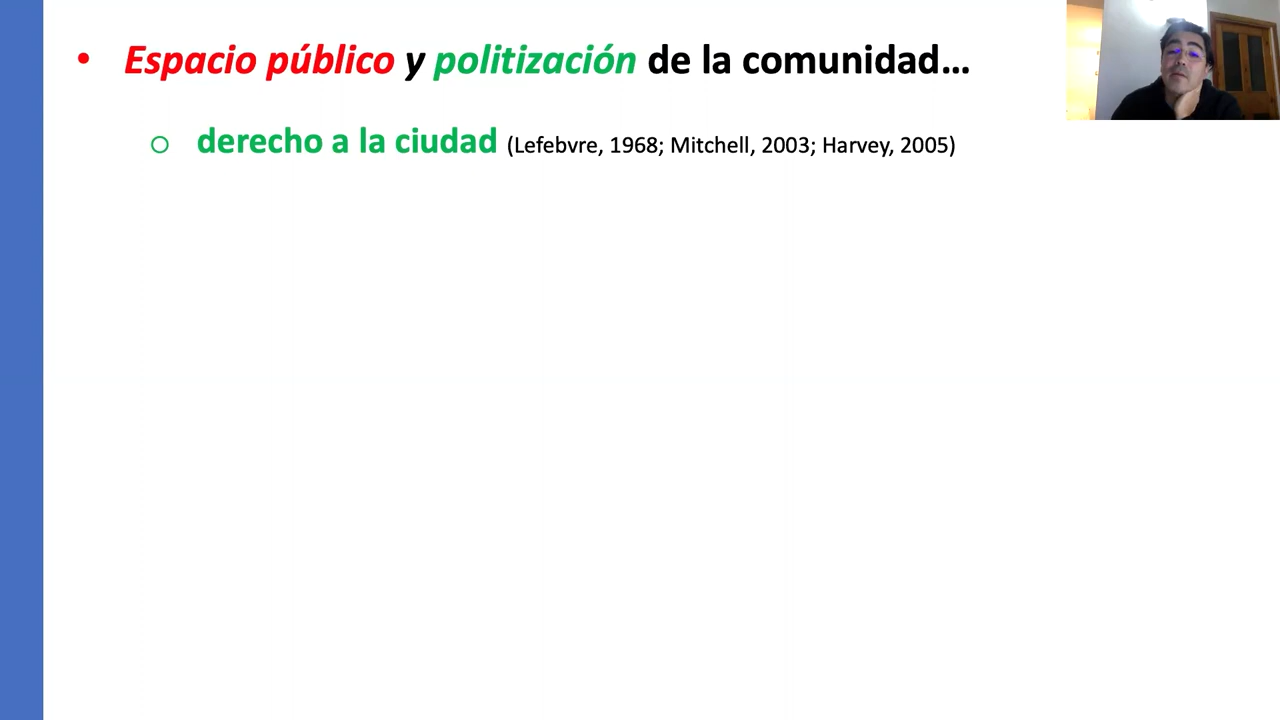 • Espacio público y politización de la comunidad…
o derecho a la ciudad (Lefebvre, 1968; Mitchell, 2003; Harvey, 2005)